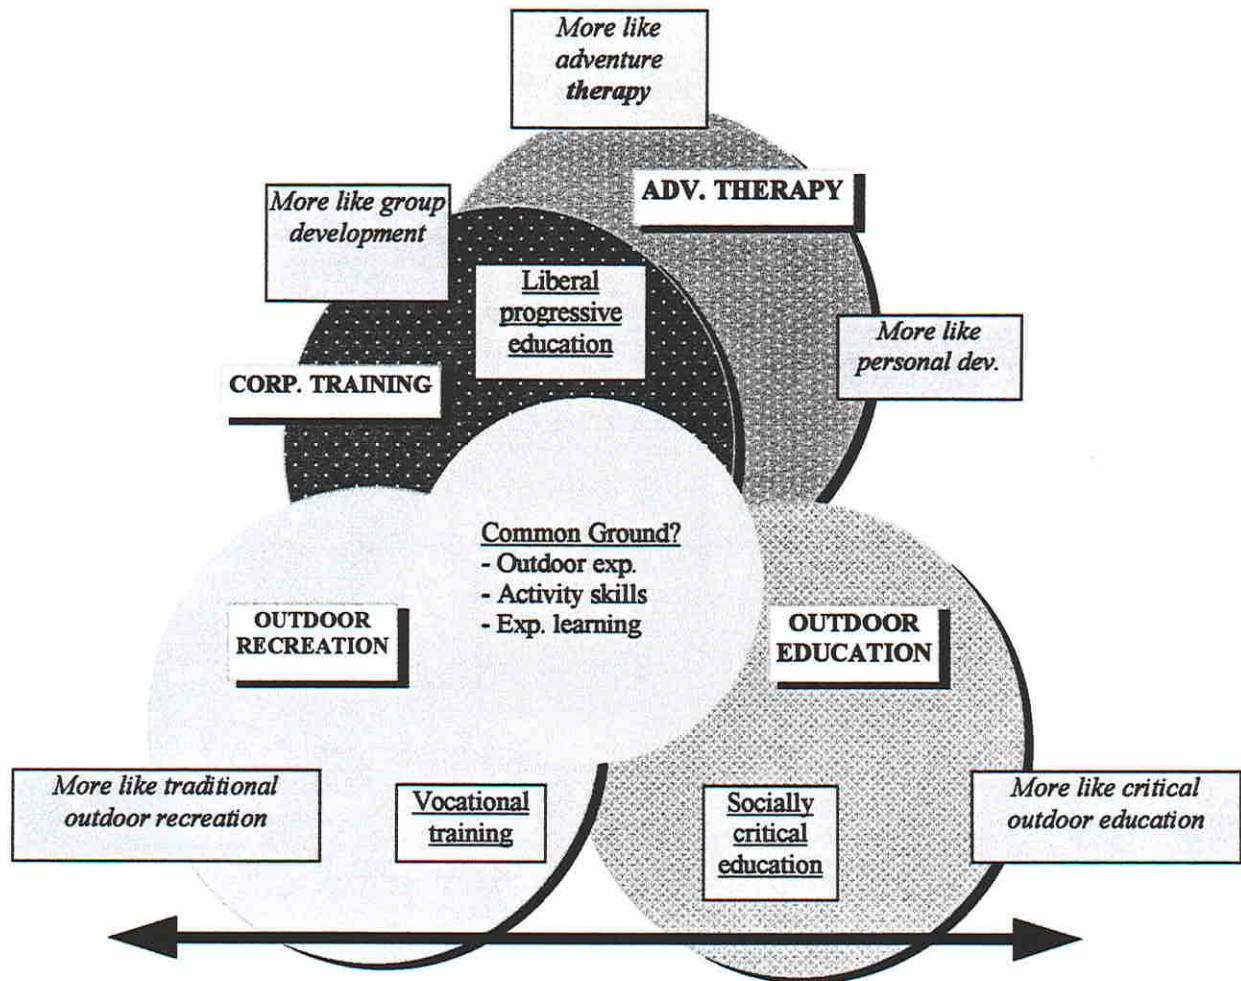 More like
adventure
therapy
ADV. THERAPY
More like group
development
Liberal
progressive
education
More like
personal dev.
CORP. TRAINING
Common Ground?
- Outdoor exp.
- Activity skills
- Exp. learning
OUTDOOR
RECREATION
OUTDOOR
EDUCATION
More like traditional
outdoor recreation
Vocational
training
Socially
critical
education
More like critical
outdoor education